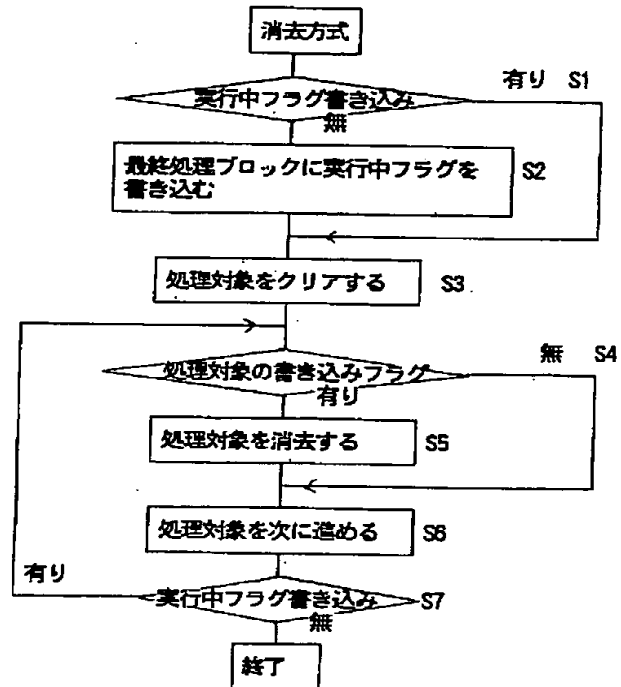 消去方式
有り S1
実行中フラグ書き込み
無
最終処理ブロックに実行中フラグを
書き込む
S2
処理対象をクリアする
S3
無 S4
処理対象の書き込みフラグ
有り
処理対象を消去する
S5
処理対象を次に進める
S6
有り
実行中フラグ書き込み
S7
無
終了